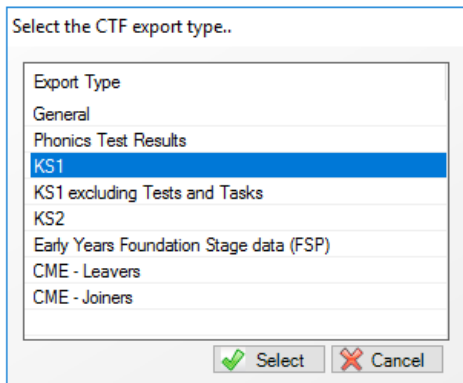 Select the CTF export type..
Export Type
General
Phonics Test Results
KS1
KS1 excluding Tests and Tasks
KS2
Early Years Foundation Stage data (FSP)
CME - Leavers
CME - Joiners
Select Cancel